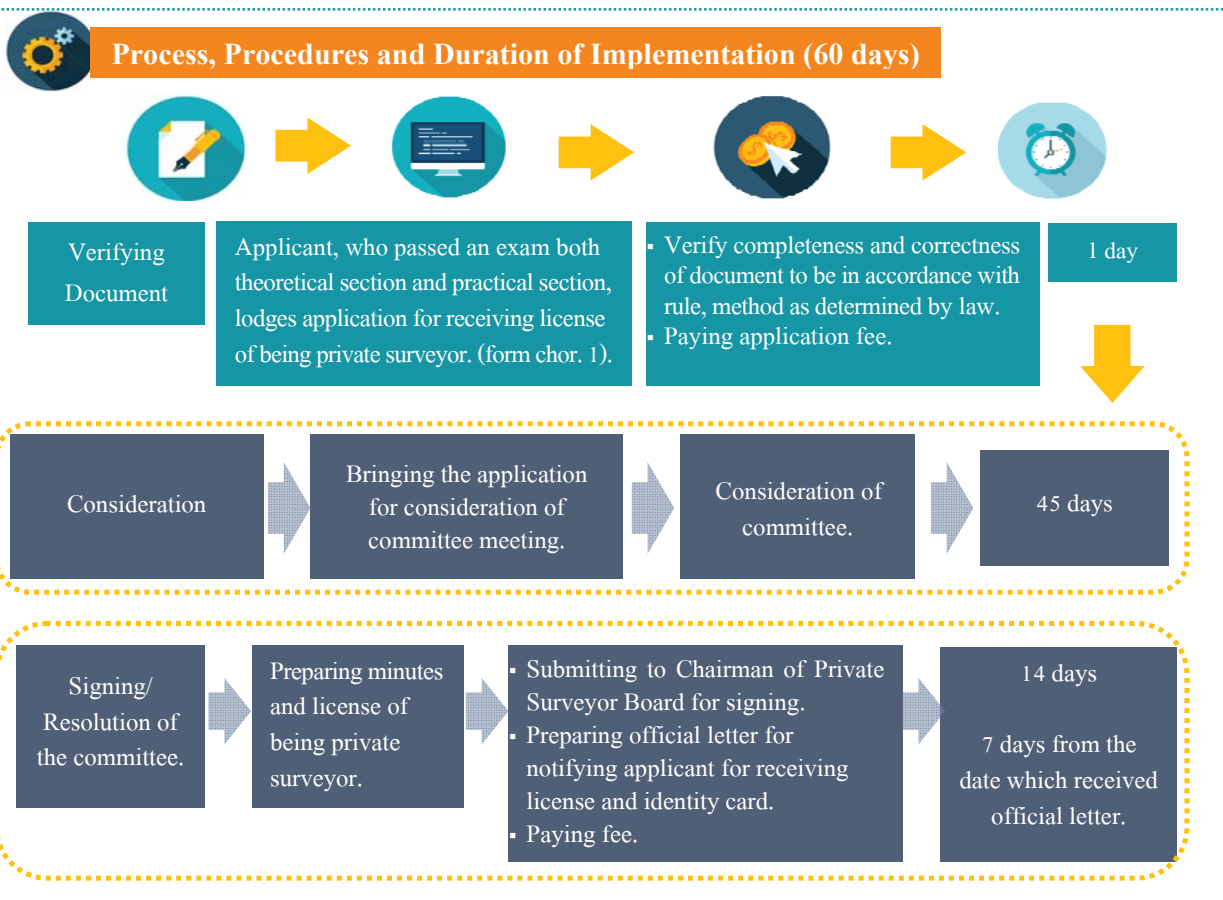 Process, Procedures and Duration of Implementation (60 days)
Verifying
Document
Applicant, who passed an exam both
theoretical section and practical section,
lodges application for receiving license
of being private surveyor. (form chor. 1).
▪ Verify completeness and correctness
of document to be in accordance with
rule, method as determined by law.
▪ Paying application fee.
1 day
Consideration
Bringing the application
for consideration of
committee meeting.
Consideration of
committee.
45 days
Signing/
Resolution of
the committee.
Preparing minutes
and license of
being private
surveyor.
▪ Submitting to Chairman of Private
Surveyor Board for signing.
▪ Preparing official letter for
notifying applicant for receiving
license and identity card.
▪ Paying fee.
14 days
7 days from the
date which received
official letter.